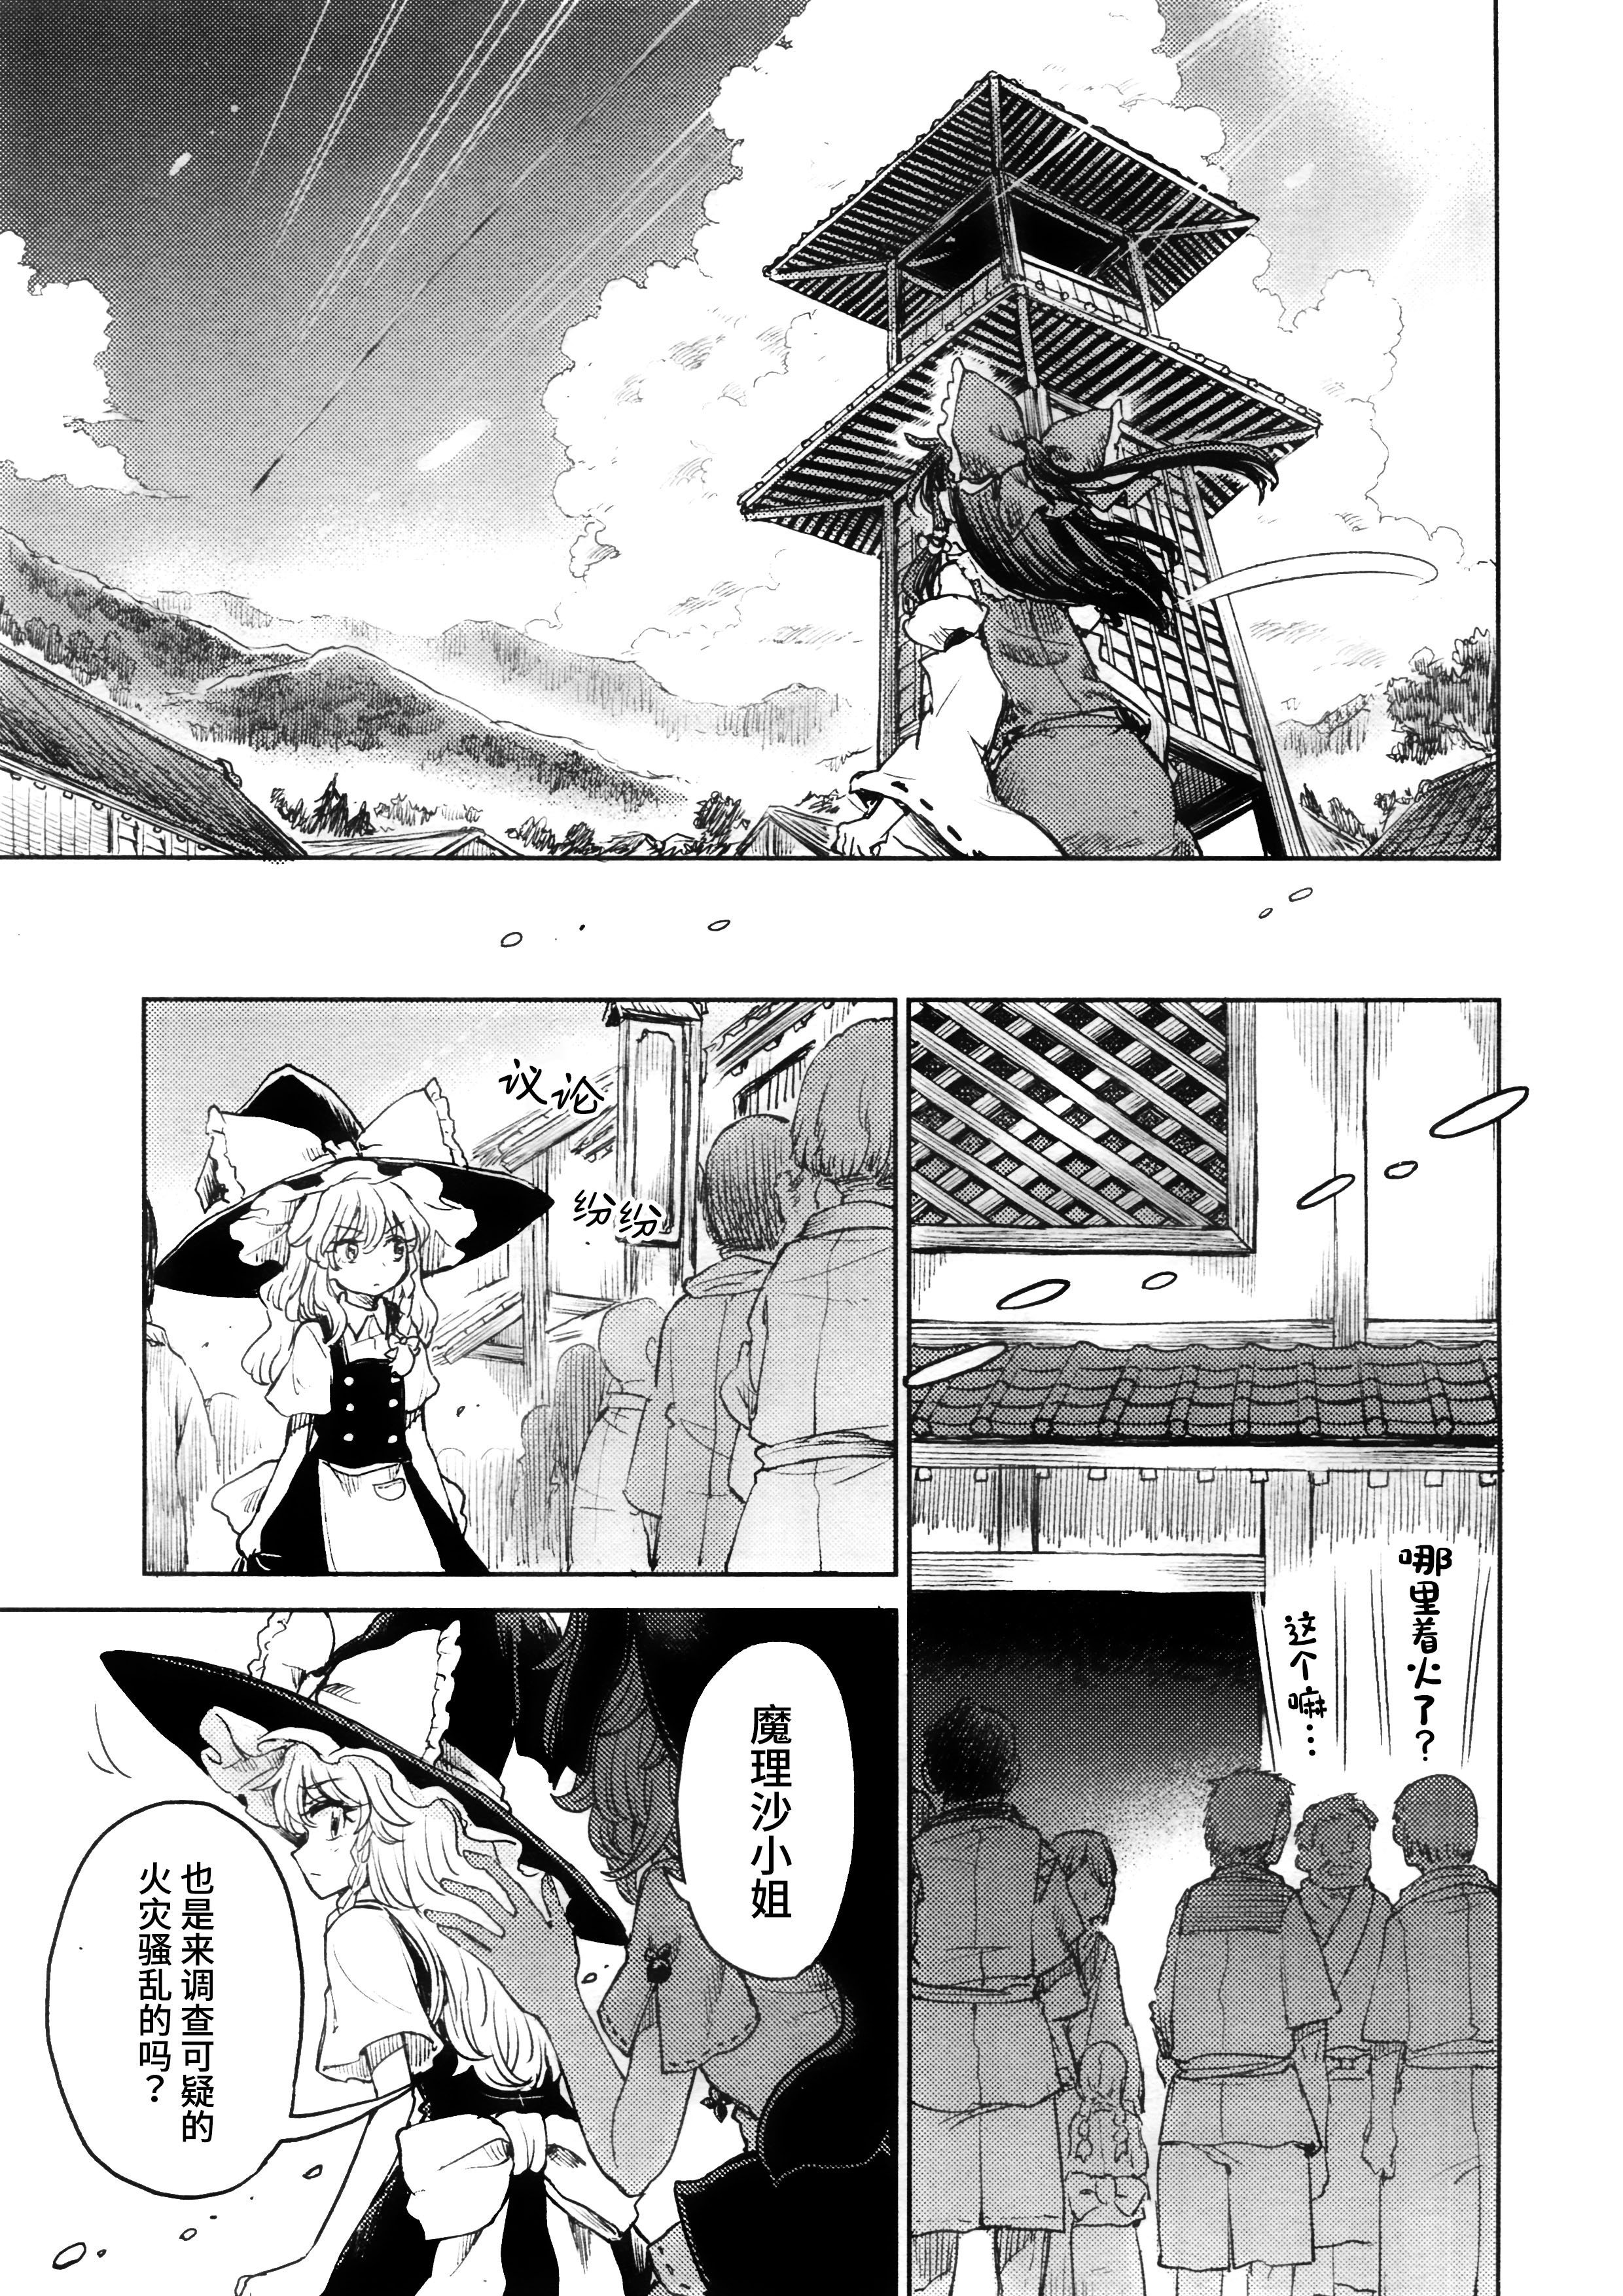 哪里着火了？
这个嘛…
议论
纷纷
魔理沙小姐
也是来调查可疑的
火灾骚乱的吗？